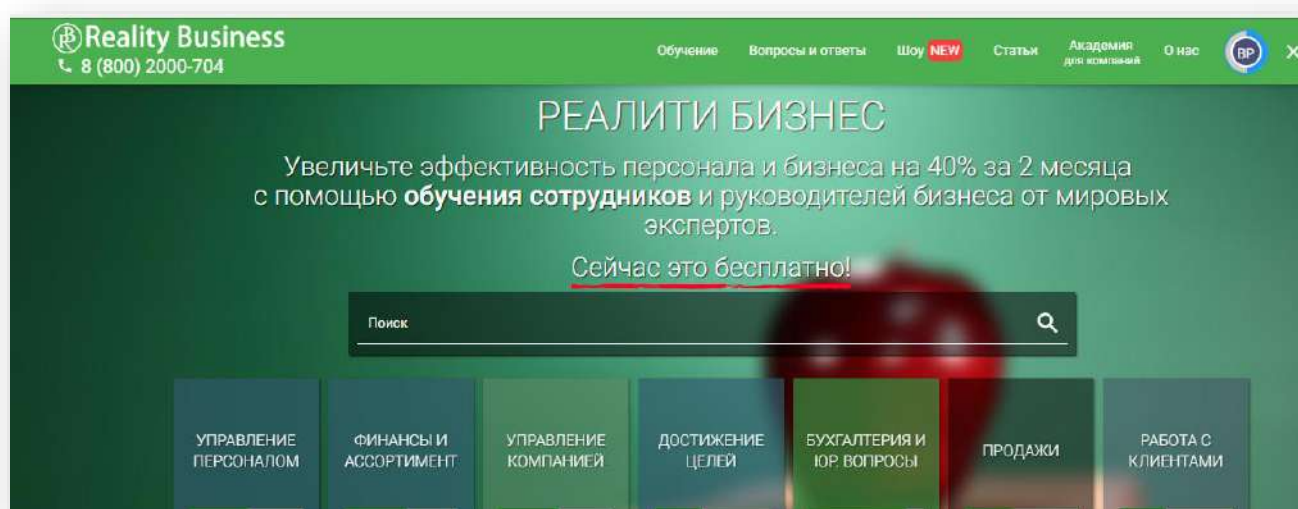 Reality Business
8 (800) 2000-704
Обучение Вопросы и ответы Шоу NEW Статьи Академия для компаний О нас BP X
РЕАЛИТИ БИЗНЕС
Увеличьте эффективность персонала и бизнеса на 40% за 2 месяца
с помощью обучения сотрудников и руководителей бизнеса от мировых
экспертов.
Сейчас это бесплатно!
Поиск
УПРАВЛЕНИЕ
ПЕРСОНАЛОМ
ФИНАНСЫ И
АССОРТИМЕНТ
УПРАВЛЕНИЕ
КОМПАНИЕЙ
ДОСТИЖЕНИЕ
ЦЕЛЕЙ
БУХГАЛТЕРИЯ И
ЮР. ВОПРОСЫ
ПРОДАЖИ
РАБОТА С
КЛИЕНТАМИ